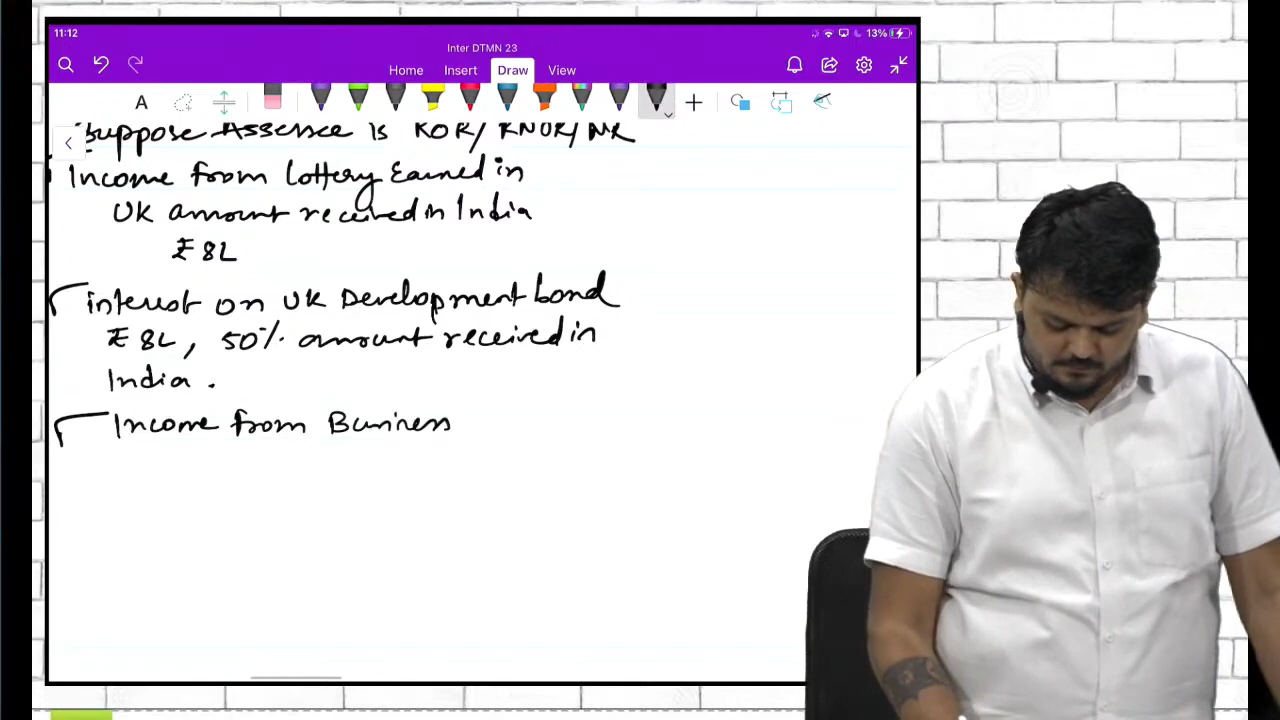 11:12
13%
Inter DTMN 23
Home Insert Draw View
A
Suppose Assessee is ROR/ RNOR/ NR
Income from Lottery Earned in
UK amount received in India
₹ 8L
interest on UK Development bond
₹ 8L, 50% amount received in
India.
Income from Business